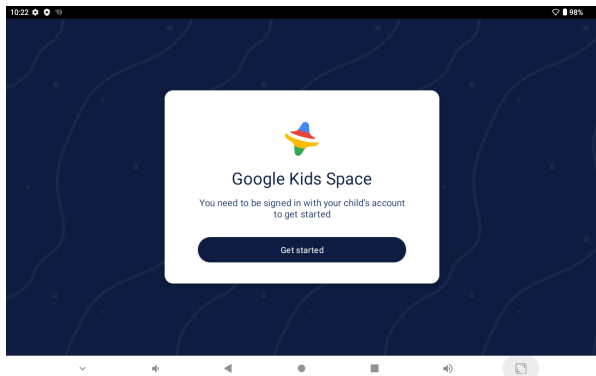 10:22
98%
Google Kids Space
You need to be signed in with your child's account
to get started
Get started